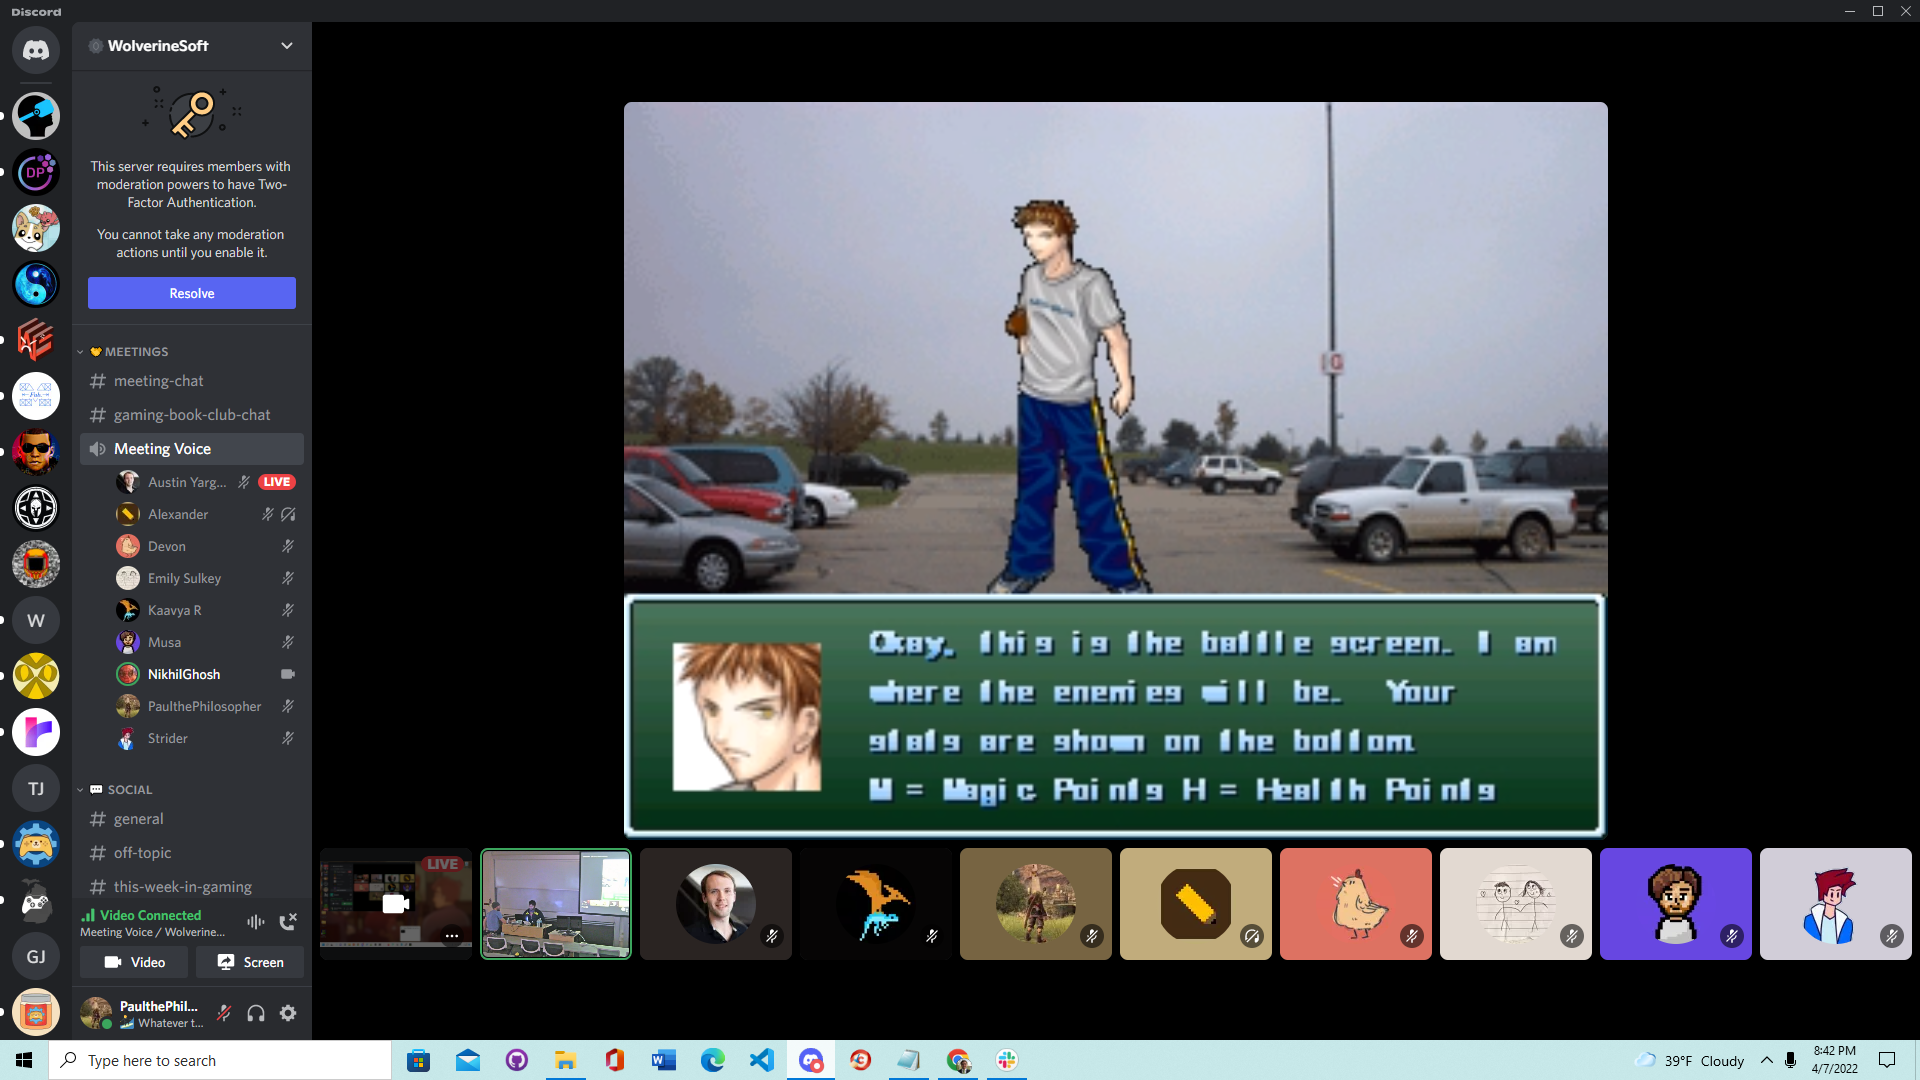 Discord
WolverineSoft
DP
This server requires members with
moderation powers to have Two-
Factor Authentication.
You cannot take any moderation
actions until you enable it.
Resolve
MEETINGS
meeting-chat
gaming-book-club-chat
Meeting Voice
Austin Yarg... LIVE
Alexander
Devon
Emily Sulkey
Kaavya R
Musa
NikhilGhosh
PaulthePhilosopher
Strider
W
TJ
GJ
SOCIAL
general
off-topic
this-week-in-gaming
Video Connected
Meeting Voice / Wolverine...
Video
Screen
PaulthePhil...
Whatever t...
G
Okay, this is the battle screen. I am
where the enemies will be. Your
stats are shown on the bottom.
M = Magic Points H = Health Points
LIVE
Type here to search
39°F Cloudy
8:42 PM
4/7/2022